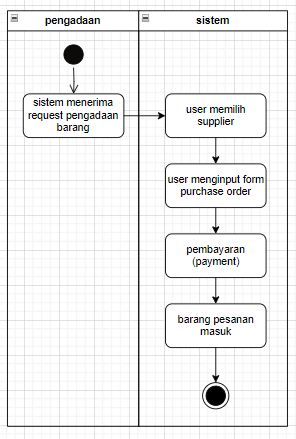 pengadaan
sistem
sistem menerima
request pengadaan
barang
user memilih
supplier
user menginput form
purchase order
pembayaran
(payment)
barang pesanan
masuk